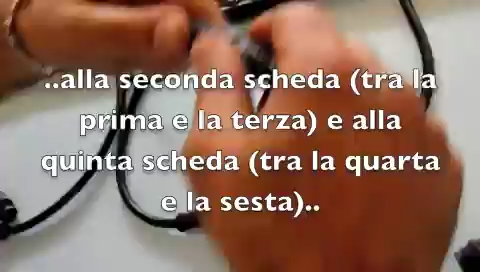 ..alla seconda scheda (tra la
prima e la terza) e alla
quinta scheda (tra la quarta
e la sesta)..